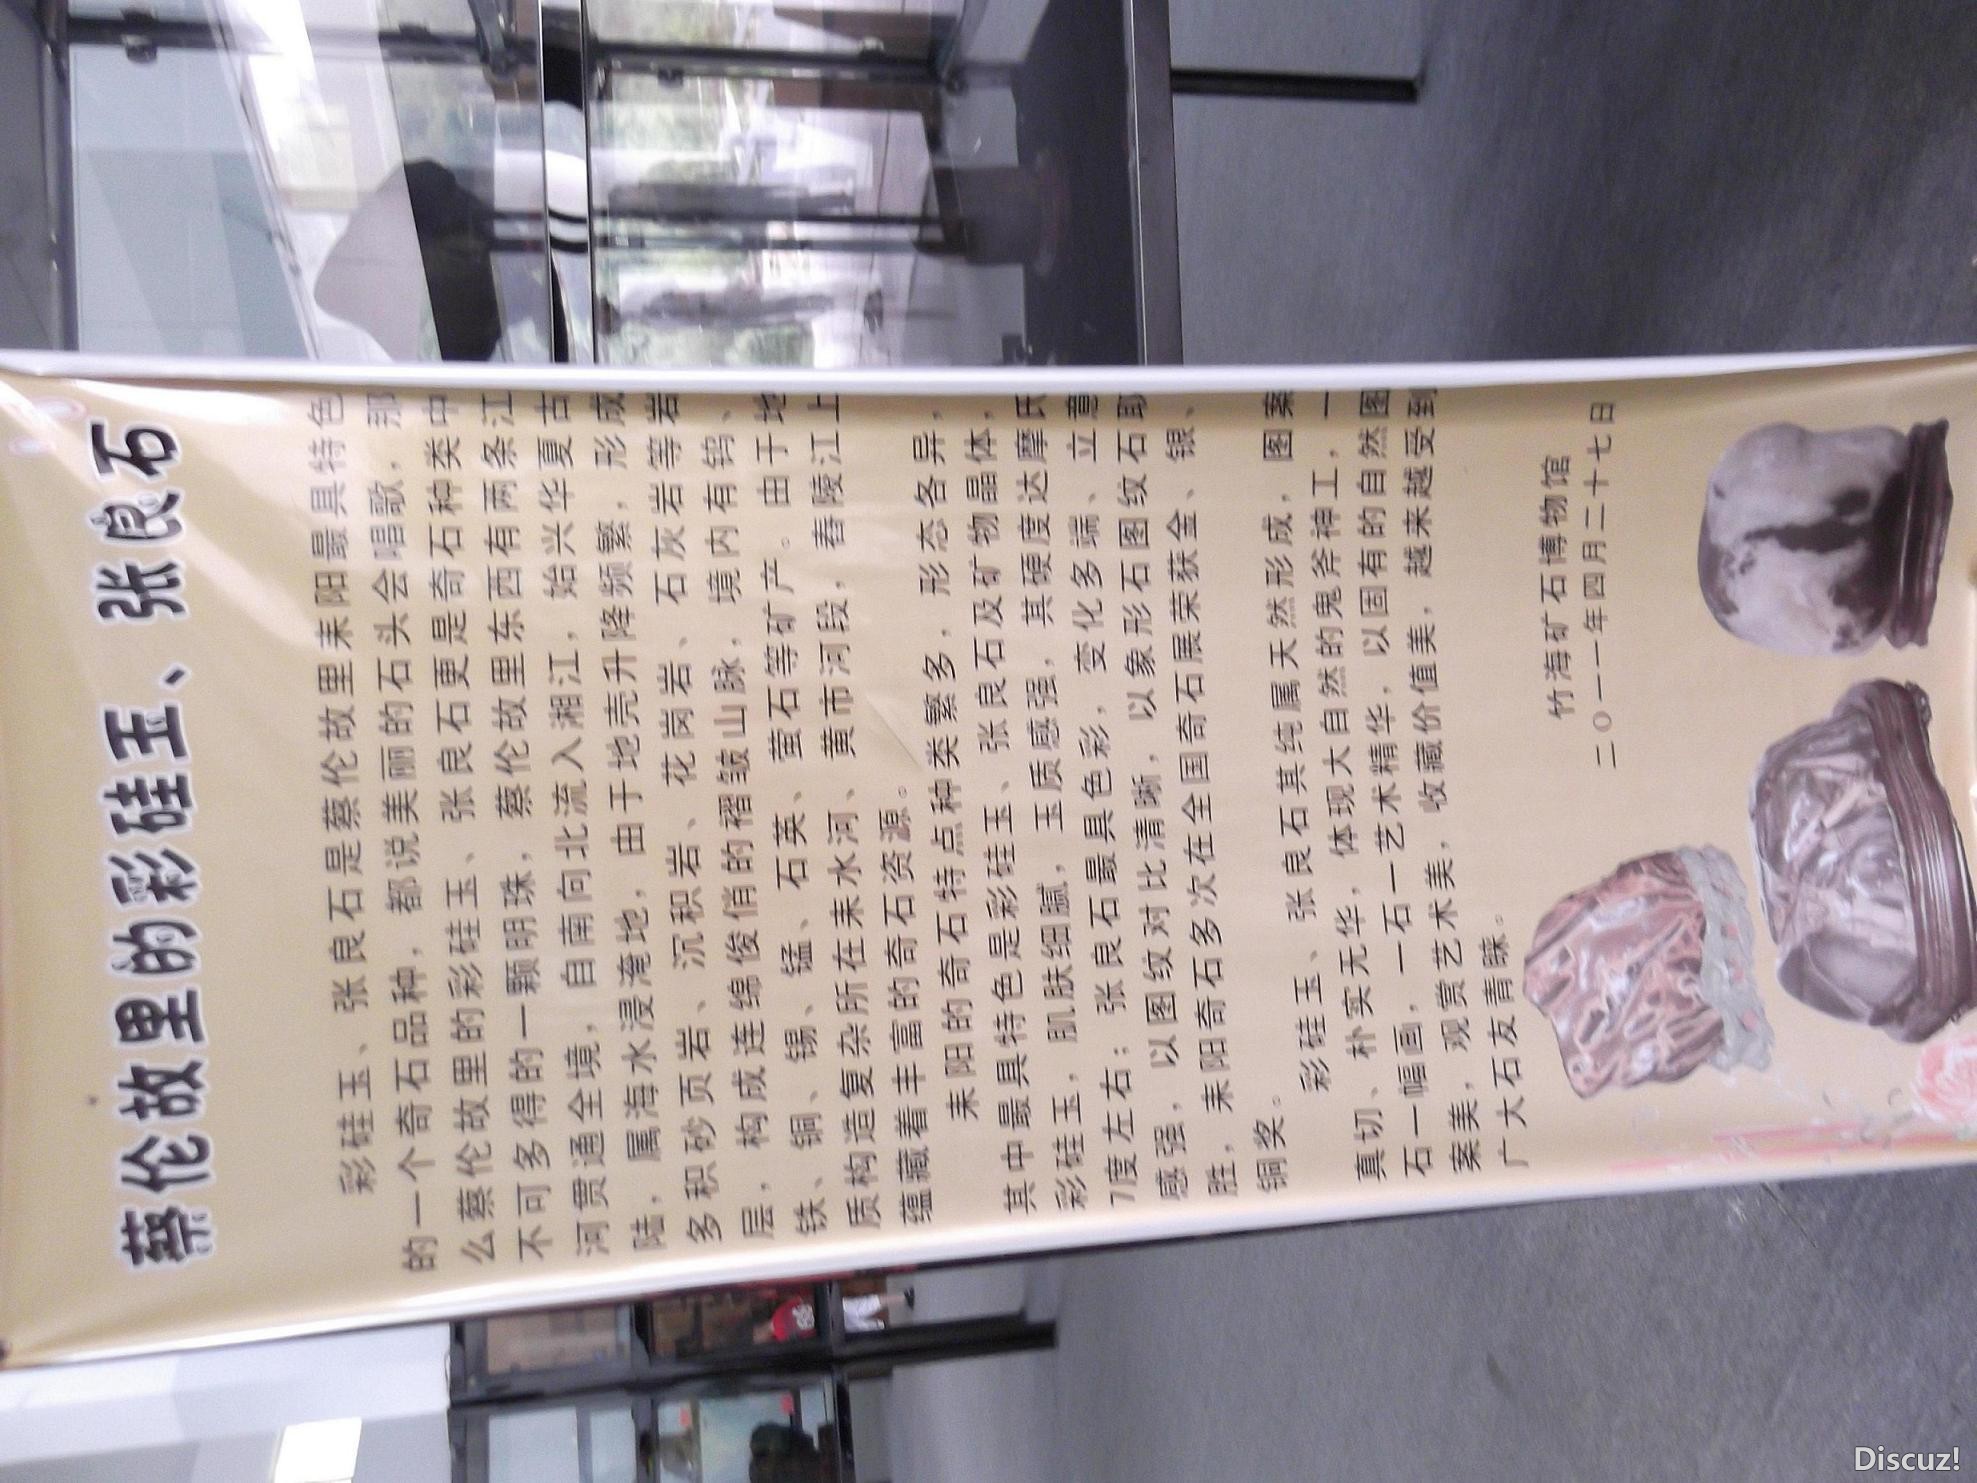 蔡伦故里的彩硅玉、张良石
彩硅玉、张良石是蔡伦故里耒阳最具特色
的一个奇石品种，都说美丽的石头会唱歌，那
么蔡伦故里的彩硅玉、张良石更是奇石种类中
不可多得的一颗明珠，蔡伦故里东西有两条江
河贯通全境，自南向北流入湘江，始兴华夏古
陆，属海水浸淹地，由于地壳升降频繁，形成
多积砂页岩、沉积岩、花岗岩、石灰岩等岩
层，构成连绵俊俏的褶皱山脉，境内有钨、
铁、铜、锡、锰、石英、萤石等矿产。由于地
质构造复杂所在耒水河、黄市河段，舂陵江上
蕴藏着丰富的奇石资源。
耒阳的奇石特点种类繁多，形态各异，
其中最具特色是彩硅玉、张良石及矿物晶体，
彩硅玉，肌肤细腻，玉质感强，其硬度达摩氏
7度左右；张良石最具色彩，变化多端、立意
感强，以图纹对比清晰，以象形石图纹石取
胜，耒阳奇石多次在全国奇石展荣获金、银、
铜奖。
彩硅玉、张良石其纯属天然形成，图案
真切、朴实无华，体现大自然的鬼斧神工，一
石一幅画，一石一艺术精华，以固有的自然图
案美，观赏艺术美，收藏价值美，越来越受到
广大石友青睐。
竹海矿石博物馆
二〇一一年四月二十七日
Discuz!